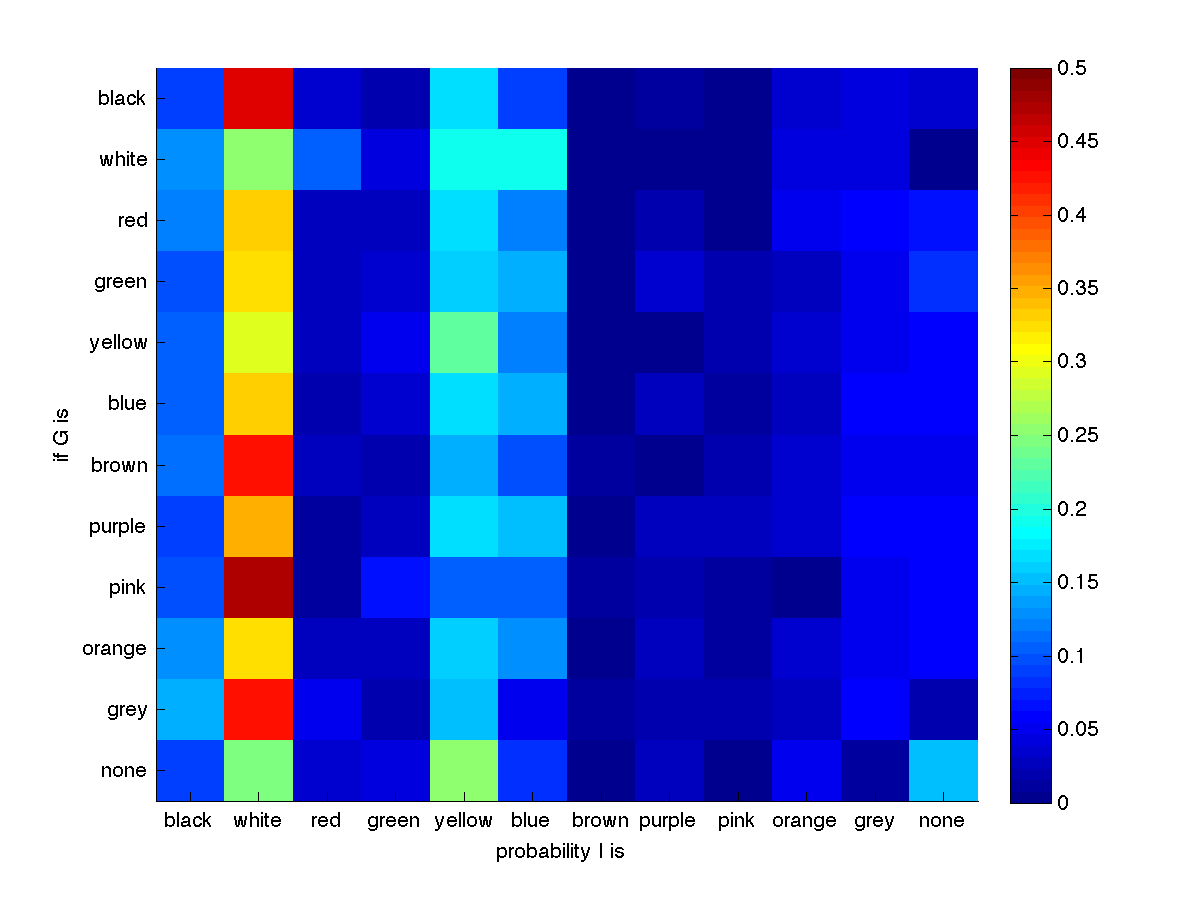 if G is
black
white
red
green
yellow
blue
brown
purple
pink
orange
grey
none
black white red green yellow blue brown purple pink orange grey none
probability I is
0.5
0.45
0.4
0.35
0.3
0.25
0.2
0.15
0.1
0.05
0